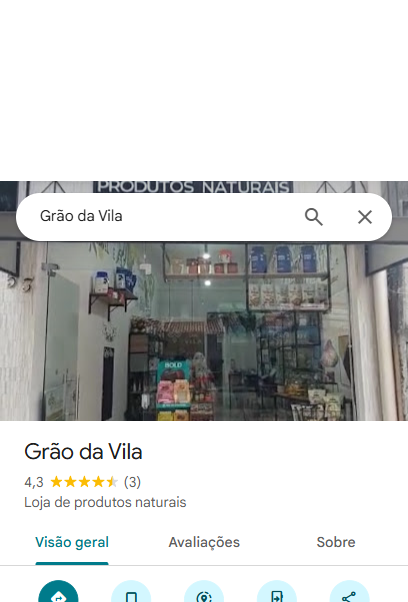 PRODUTOS NATURAIS
Grão da Vila
BOLD
Grão da Vila
4,3 (3)
Loja de produtos naturais
Visão geral
Avaliações
Sobre